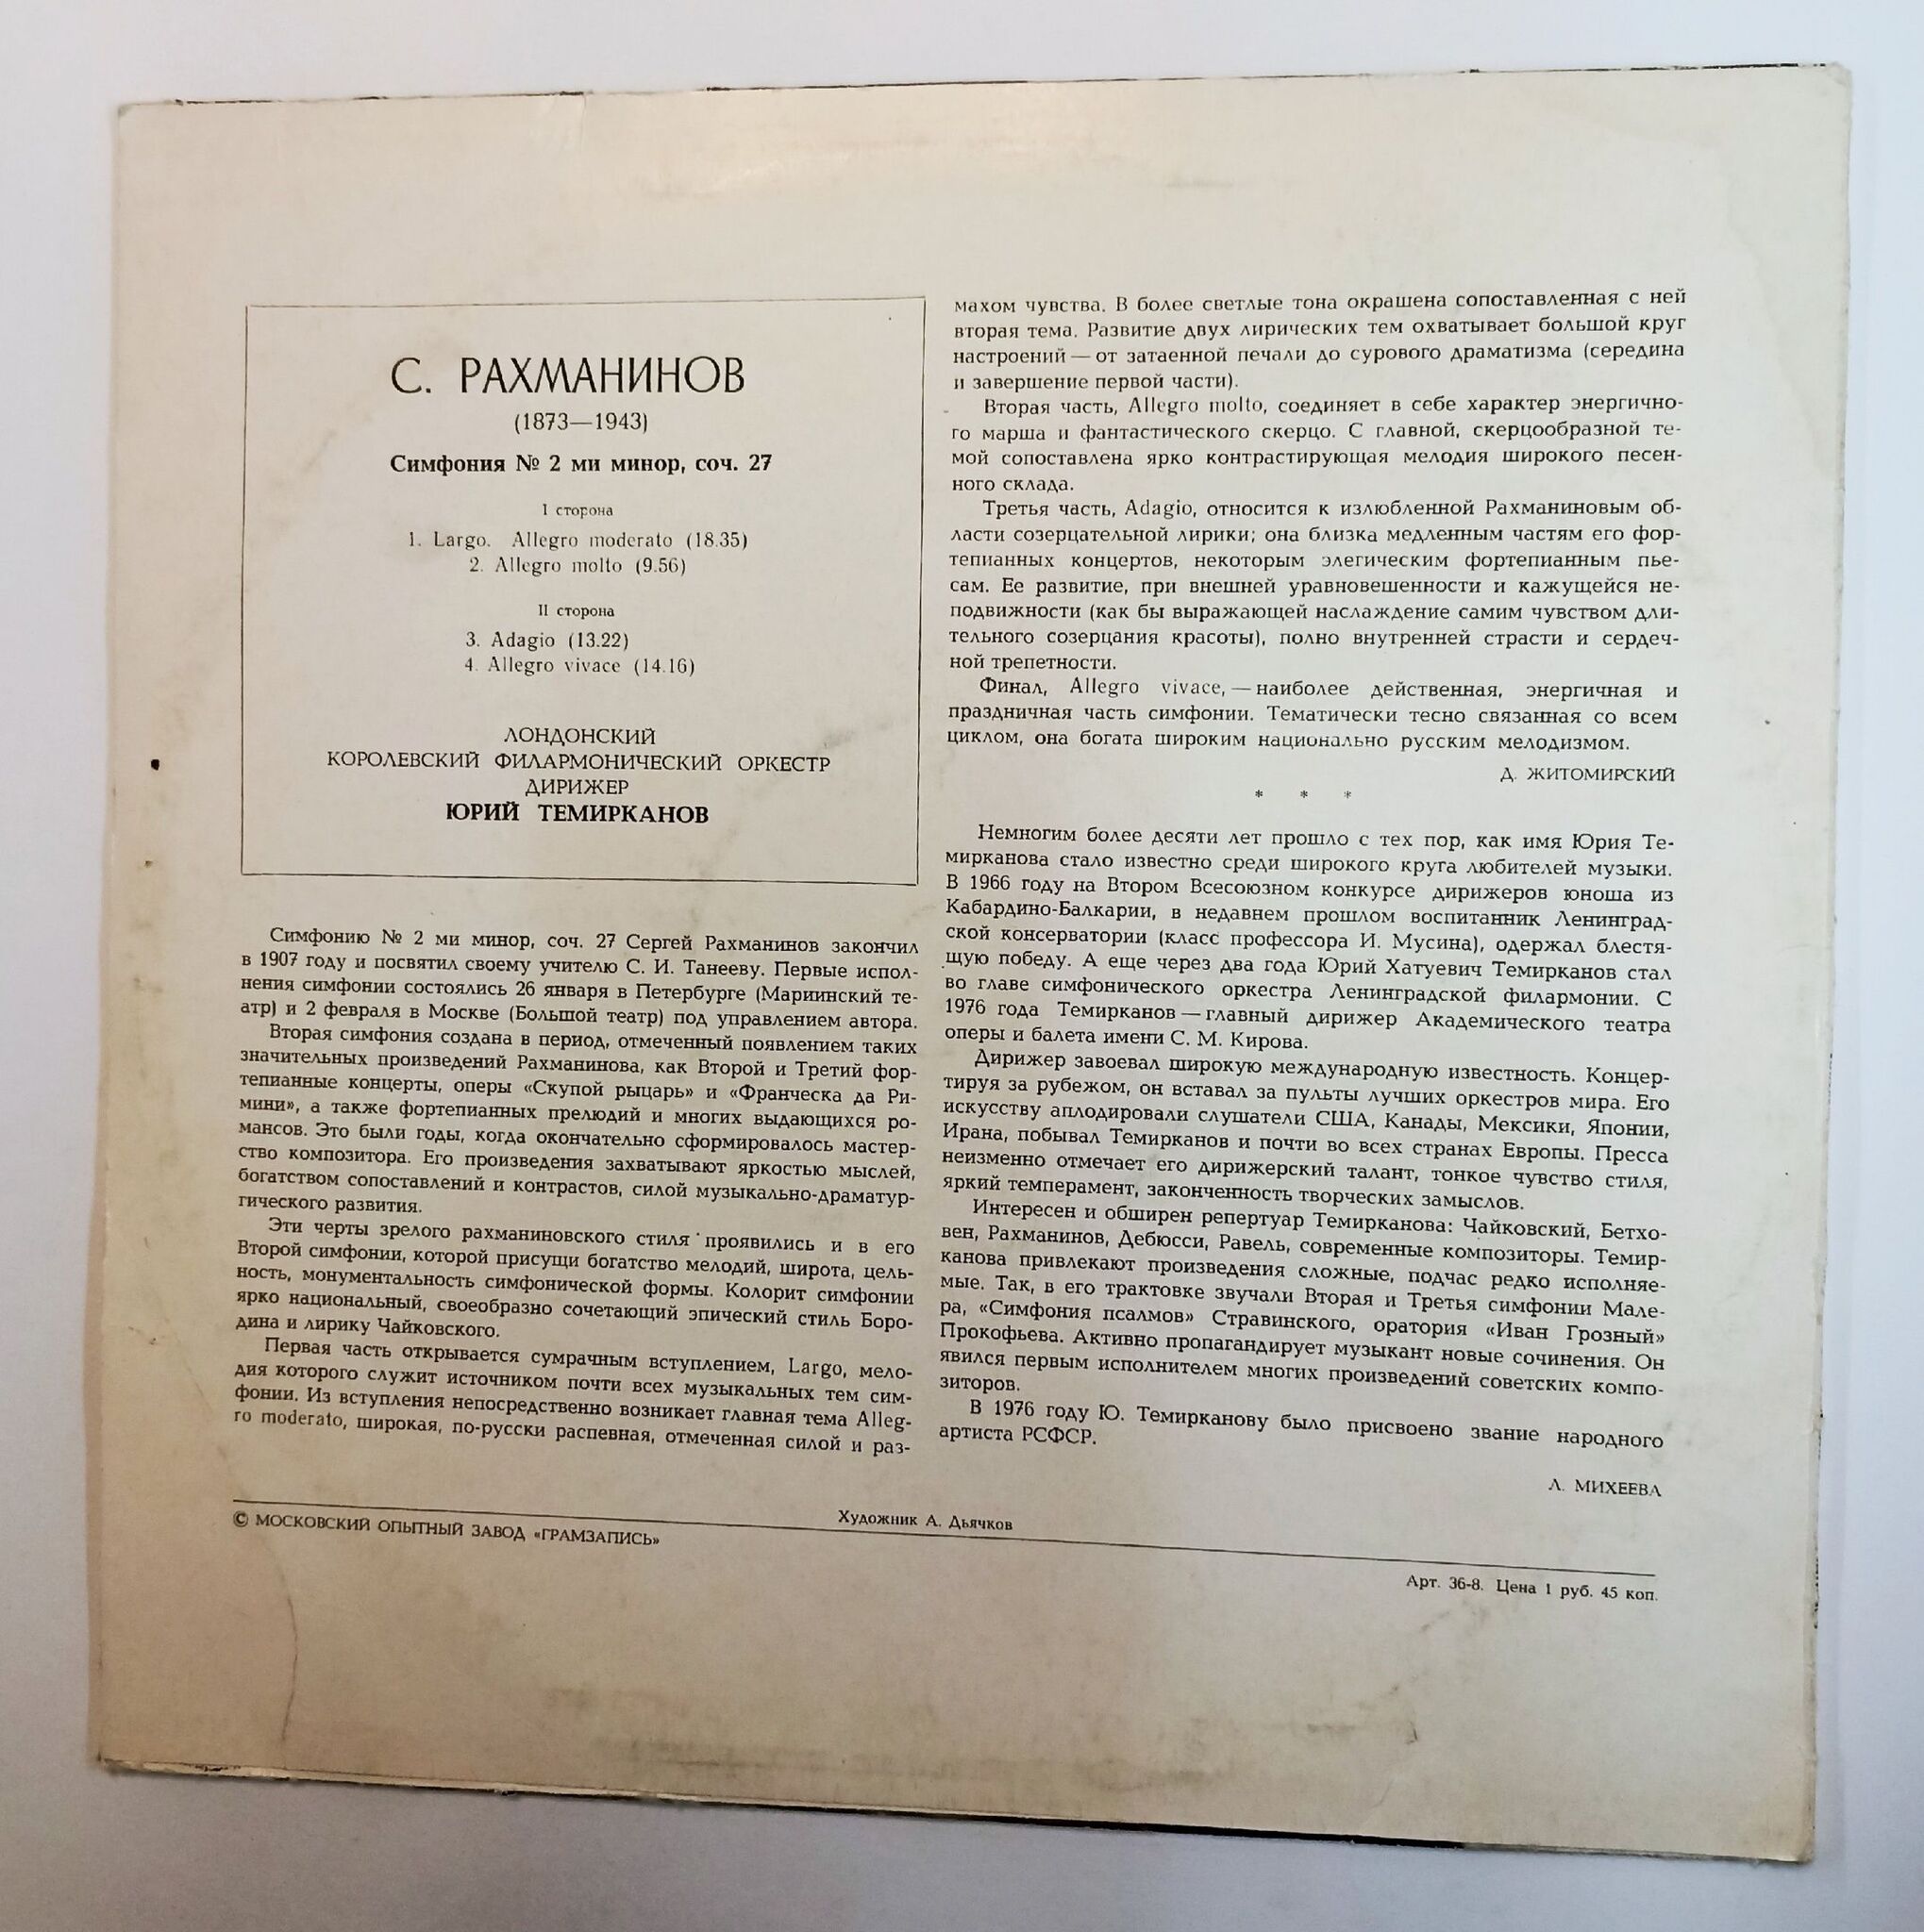 С. РАХМАНИНОВ
(1873—1943)
Симфония № 2 ми минор, соч. 27
I сторона
1. Largo. Allegro moderato (18.35)
2. Allegro molto (9.56)
II сторона
3. Adagio (13.22)
4. Allegro vivace (14.16)
ЛОНДОНСКИЙ
КОРОЛЕВСКИЙ ФИЛАРМОНИЧЕСКИЙ ОРКЕСТР
ДИРИЖЕР
ЮРИЙ ТЕМИРКАНОВ
Симфонию № 2 ми минор, соч. 27 Сергей Рахманинов закончил
в 1907 году и посвятил своему учителю С. И. Танееву. Первые испол-
нения симфонии состоялись 26 января в Петербурге (Мариинский те-
атр) и 2 февраля в Москве (Большой театр) под управлением автора.
Вторая симфония создана в период, отмеченный появлением таких
значительных произведений Рахманинова, как Второй и Третий фор-
тепианные концерты, оперы «Скупой рыцарь» и «Франческа да Ри-
мини», а также фортепианных прелюдий и многих выдающихся ро-
мансов. Это были годы, когда окончательно сформировалось мастер-
ство композитора. Его произведения захватывают яркостью мыслей,
богатством сопоставлений и контрастов, силой музыкально-драматур-
гического развития.
Эти черты зрелого рахманиновского стиля проявились и в его
Второй симфонии, которой присущи богатство мелодий, широта, цель-
ность, монументальность симфонической формы. Колорит симфонии
ярко национальный, своеобразно сочетающий эпический стиль Боро-
дина и лирику Чайковского.
Первая часть открывается сумрачным вступлением, Largo, мело-
дия которого служит источником почти всех музыкальных тем сим-
фонии. Из вступления непосредственно возникает главная тема Alleg-
ro moderato, широкая, по-русски распевная, отмеченная силой и раз-
махом чувства. В более светлые тона окрашена сопоставленная с ней
вторая тема. Развитие двух лирических тем охватывает большой круг
настроений — от затаенной печали до сурового драматизма (середина
и завершение первой части).
Вторая часть, Allegro molto, соединяет в себе характер энергично-
го марша и фантастического скерцо. С главной, скерцообразной те-
мой сопоставлена ярко контрастирующая мелодия широкого песен-
ного склада.
Третья часть, Adagio, относится к излюбленной Рахманиновым об-
ласти созерцательной лирики; она близка медленным частям его фор-
тепианных концертов, некоторым элегическим фортепианным пье-
сам. Ее развитие, при внешней уравновешенности и кажущейся не-
подвижности (как бы выражающей наслаждение самим чувством дли-
тельного созерцания красоты), полно внутренней страсти и сердеч-
ной трепетности.
Финал, Allegro vivace, — наиболее действенная, энергичная и
праздничная часть симфонии. Тематически тесно связанная со всем
циклом, она богата широким национально русским мелодизмом.
Д. ЖИТОМИРСКИЙ
* * *
Немногим более десяти лет прошло с тех пор, как имя Юрия Те-
мирканова стало известно среди широкого круга любителей музыки.
В 1966 году на Втором Всесоюзном конкурсе дирижеров юноша из
Кабардино-Балкарии, в недавнем прошлом воспитанник Ленинград-
ской консерватории (класс профессора И. Мусина), одержал блестя-
щую победу. А еще через два года Юрий Хатуевич Темирканов стал
во главе симфонического оркестра Ленинградской филармонии. С
1976 года Темирканов — главный дирижер Академического театра
оперы и балета имени С. М. Кирова.
Дирижер завоевал широкую международную известность. Концер-
тируя за рубежом, он вставал за пульты лучших оркестров мира. Его
искусству аплодировали слушатели США, Канады, Мексики, Японии,
Ирана, побывал Темирканов и почти во всех странах Европы. Пресса
неизменно отмечает его дирижерский талант, тонкое чувство стиля,
яркий темперамент, законченность творческих замыслов.
Интересен и обширен репертуар Темирканова: Чайковский, Бетхо-
вен, Рахманинов, Дебюсси, Равель, современные композиторы. Темир-
канова привлекают произведения сложные, подчас редко исполняе-
мые. Так, в его трактовке звучали Вторая и Третья симфонии Мале-
ра, «Симфония псалмов» Стравинского, оратория «Иван Грозный»
Прокофьева. Активно пропагандирует музыкант новые сочинения. Он
явился первым исполнителем многих произведений советских компо-
зиторов.
В 1976 году Ю. Темирканову было присвоено звание народного
артиста РСФСР.
Л. МИХЕЕВА
Художник А. Дьячков
© МОСКОВСКИЙ ОПЫТНЫЙ ЗАВОД «ГРАМЗАПИСЬ»
Арт. 36-8. Цена 1 руб. 45 коп.